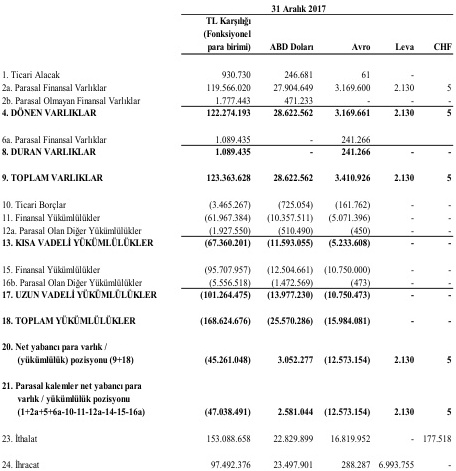 31 Aralık 2017
TL Karşılığı
(Fonksiyonel
para birimi) ABD Doları Avro Leva CHF
1. Ticari Alacak 930.730 246.681 61 -
2a. Parasal Finansal Varlıklar 119.566.020 27.904.649 3.169.600 2.130 5
2b. Parasal Olmayan Finansal Varlıklar 1.777.443 471.233 - - -
4. DÖNEN VARLIKLAR 122.274.193 28.622.562 3.169.661 2.130 5
6a. Parasal Finansal Varlıklar 1.089.435 - 241.266
8. DURAN VARLIKLAR 1.089.435 - 241.266 - -
9. TOPLAM VARLIKLAR 123.363.628 28.622.562 3.410.926 2.130 5
10. Ticari Borçlar (3.465.267) (725.054) (161.762) - -
11. Finansal Yükümlülükler (61.967.384) (10.357.511) (5.071.396) - -
12a. Parasal Olan Diğer Yükümlülükler (1.927.550) (510.490) (450) - -
13. KISA VADELİ YÜKÜMLÜLÜKLER (67.360.201) (11.593.055) (5.233.608) - -
15. Finansal Yükümlülükler (95.707.957) (12.504.661) (10.750.000) - -
16b. Parasal Olan Diğer Yükümlülükler (5.556.518) (1.472.569) (473) - -
17. UZUN VADELİ YÜKÜMLÜLÜKLER (101.264.475) (13.977.230) (10.750.473) - -
18. TOPLAM YÜKÜMLÜLÜKLER (168.624.676) (25.570.286) (15.984.081) - -
20. Net yabancı para varlık /
(yükümlülük) pozisyonu (9+18) (45.261.048) 3.052.277 (12.573.154) 2.130 5
21. Parasal kalemler net yabancı para
varlık / yükümlülük pozisyonu
(1+2a+5+6a-10-11-12a-14-15-16a) (47.038.491) 2.581.044 (12.573.154) 2.130 5
23. İthalat 153.088.658 22.829.899 16.819.952 - 177.518
24. İhracat 97.492.376 23.497.901 288.287 6.993.755 -